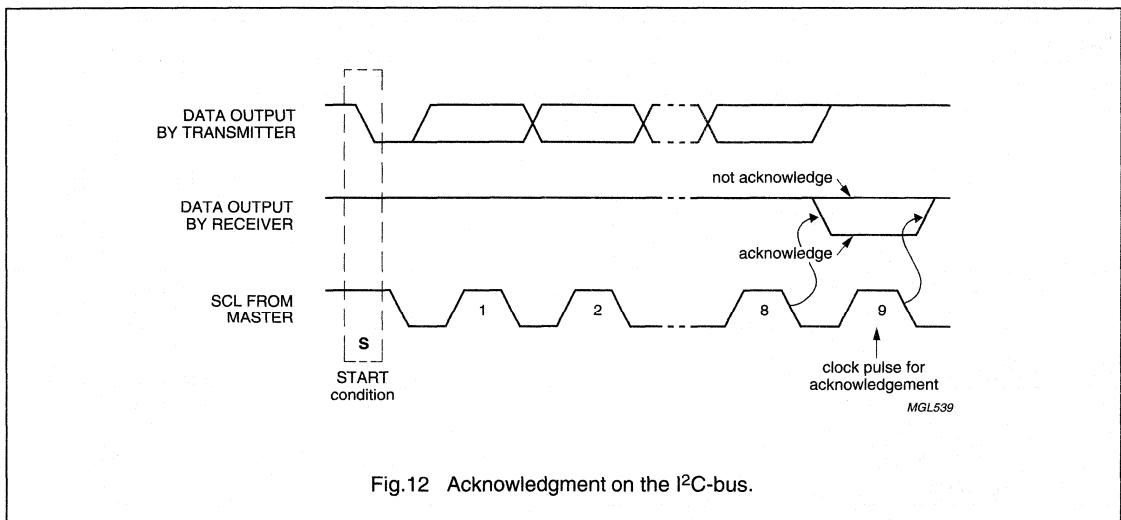 DATA OUTPUT
BY TRANSMITTER
not acknowledge
DATA OUTPUT
BY RECEIVER
acknowledge
SCL FROM
MASTER
1
2
8
9
S
START
condition
clock pulse for
acknowledgement
MGL539
Fig.12 Acknowledgment on the I²C-bus.